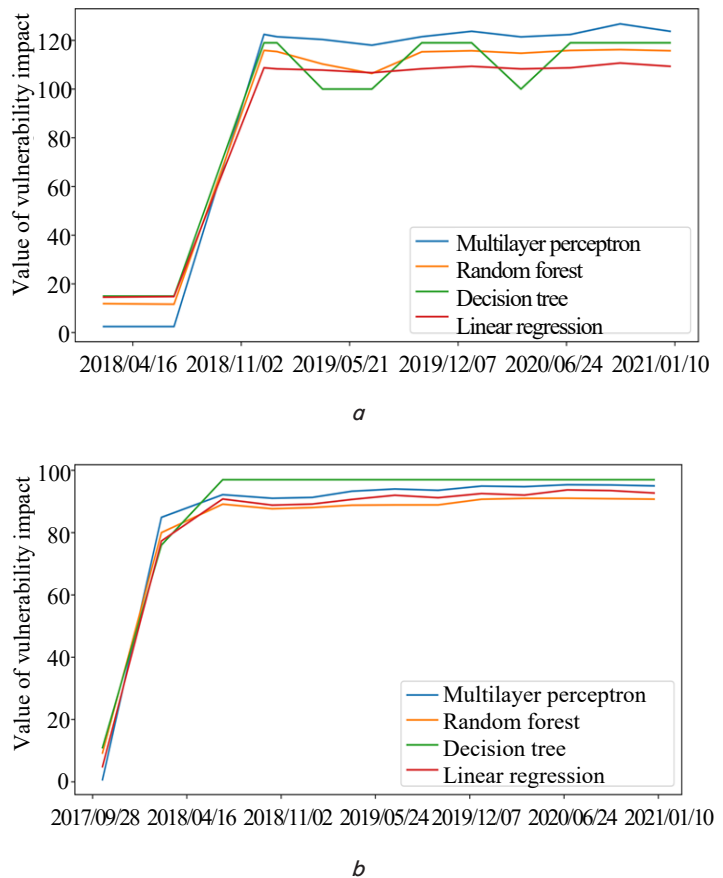 Value of vulnerability impact
120
100
80
60
40
20
0
Multilayer perceptron
Random forest
Decision tree
Linear regression
2018/04/16 2018/11/02 2019/05/21 2019/12/07 2020/06/24 2021/01/10
a
Value of vulnerability impact
100
80
60
40
20
0
Multilayer perceptron
Random forest
Decision tree
Linear regression
2017/09/28 2018/04/16 2018/11/02 2019/05/24 2019/12/07 2020/06/24 2021/01/10
b